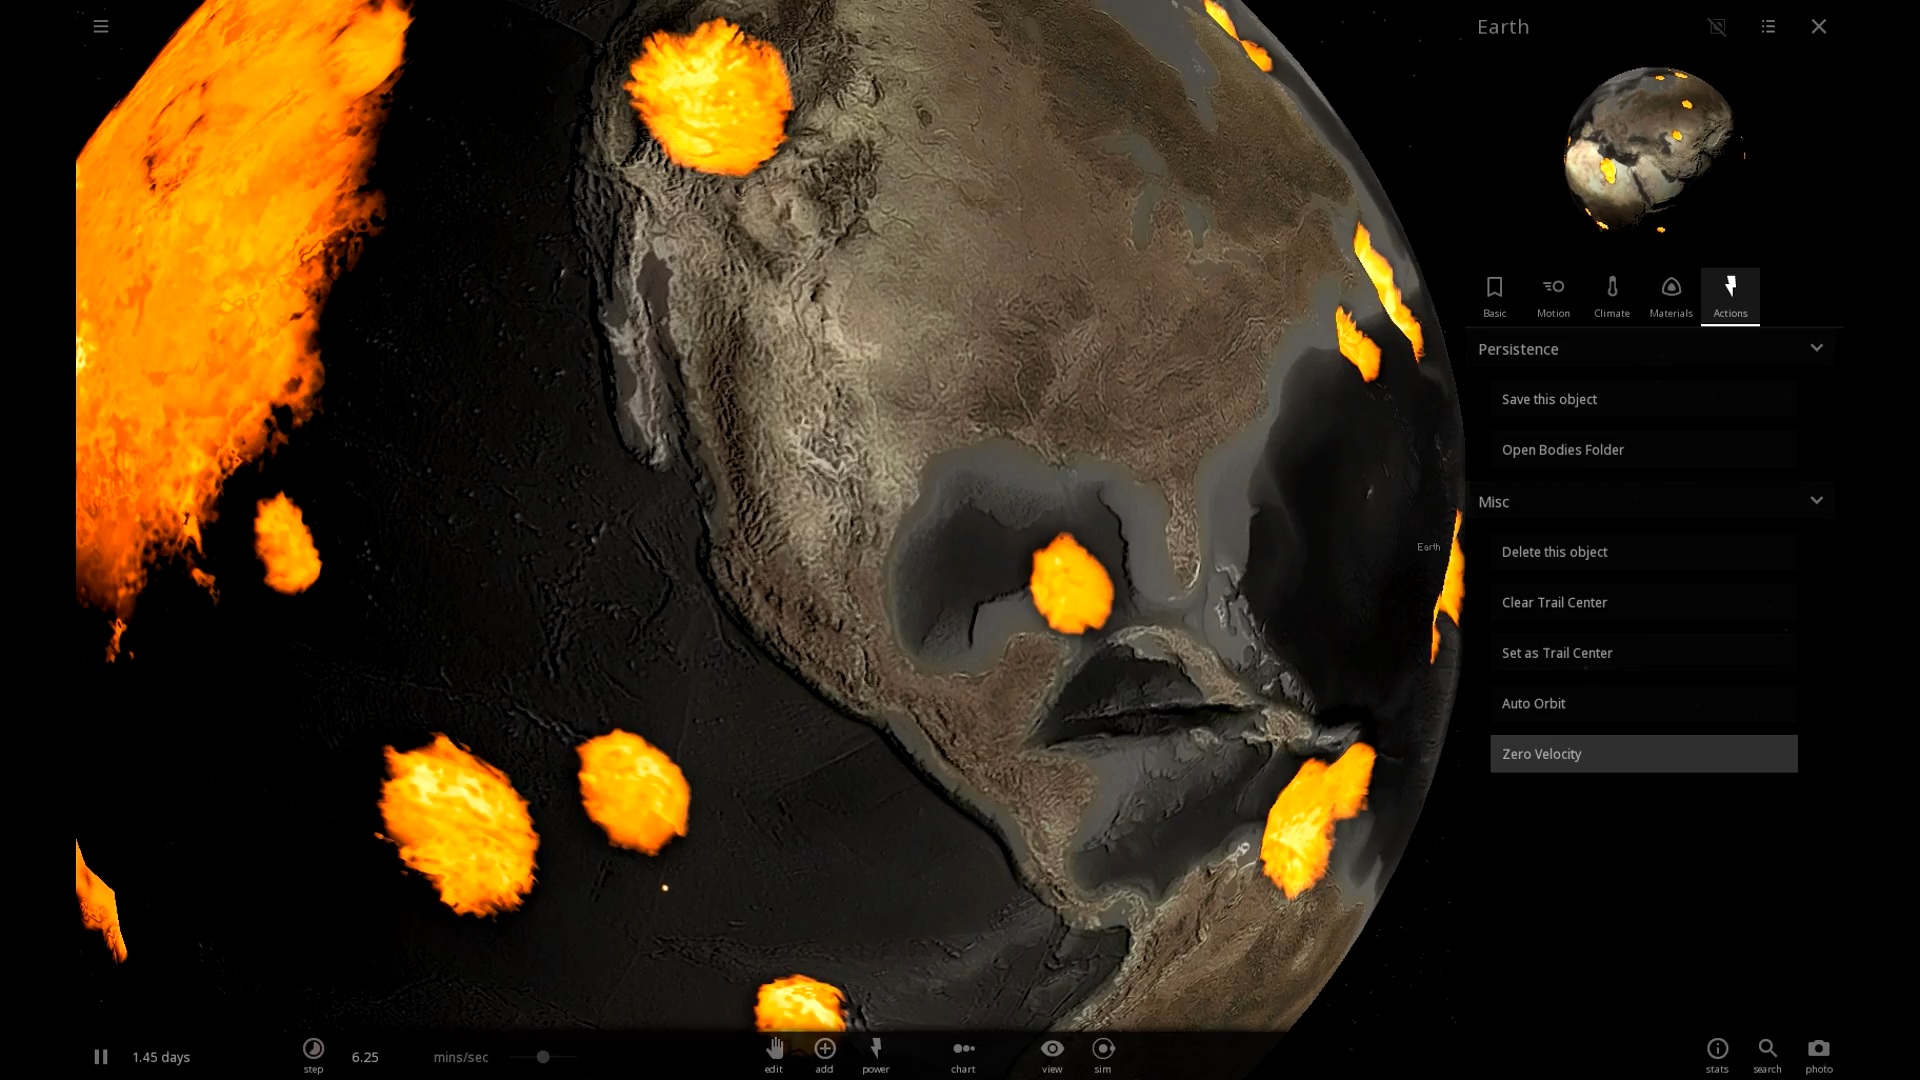 Earth
Basic
Motion
Climate
Materials
Actions
Persistence
Save this object
Open Bodies Folder
Misc
Delete this object
Earth
Clear Trail Center
Set as Trail Center
Auto Orbit
Zero Velocity
1.45 days
step
6.25
mins/sec
edit
add
power
chart
view
sim
stats
search
photo